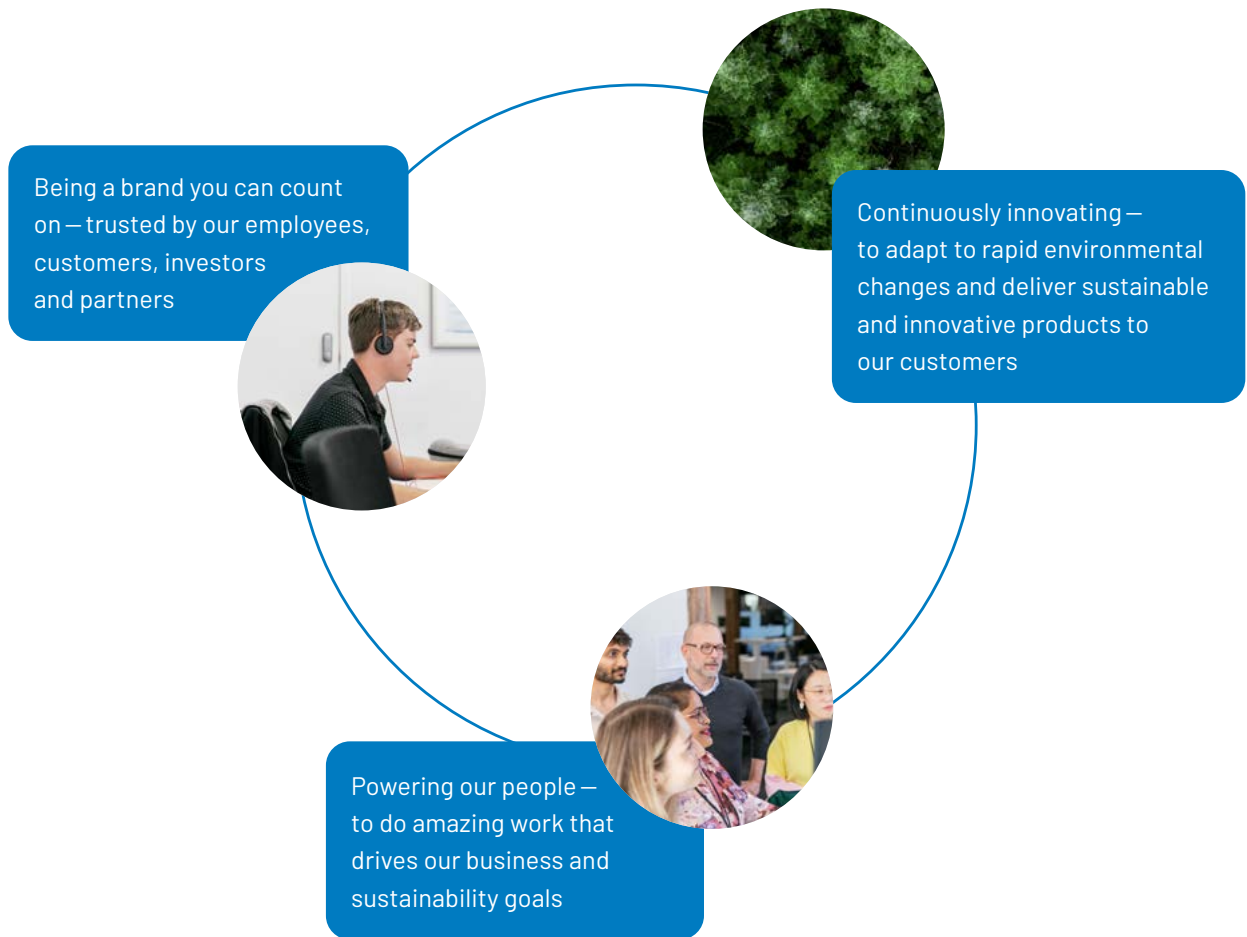 Being a brand you can count
on — trusted by our employees,
customers, investors
and partners
Continuously innovating —
to adapt to rapid environmental
changes and deliver sustainable
and innovative products to
our customers
Powering our people —
to do amazing work that
drives our business and
sustainability goals